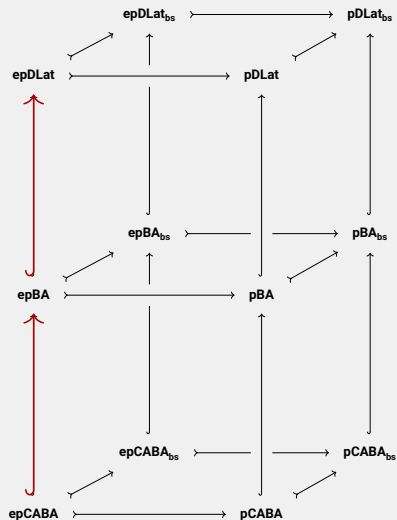 epDLat_bs pDLat_bs
epDLat pDLat
epBA_bs pBA_bs
epBA pBA
epCABA_bs pCABA_bs
epCABA pCABA